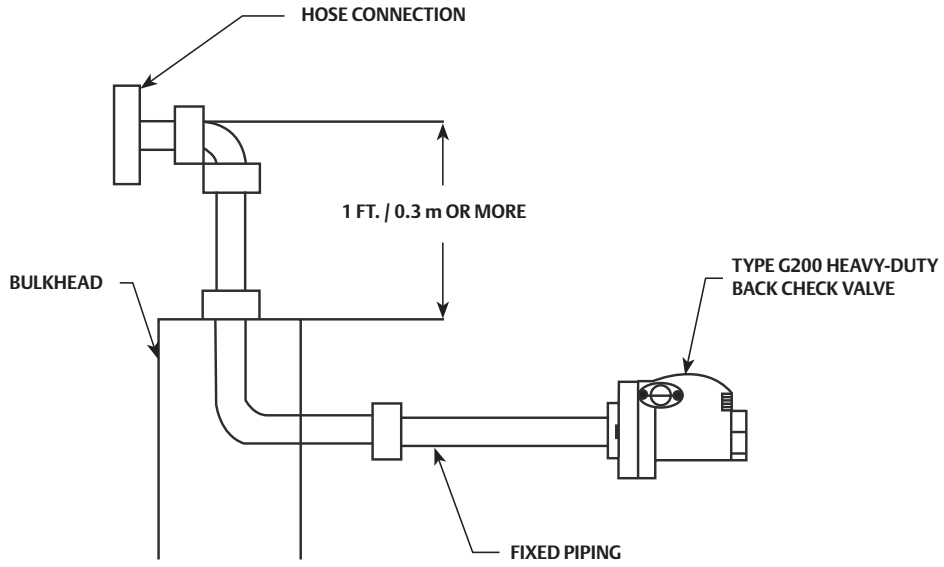 HOSE CONNECTION
1 FT. / 0.3 m OR MORE
BULKHEAD
TYPE G200 HEAVY-DUTY
BACK CHECK VALVE
FIXED PIPING